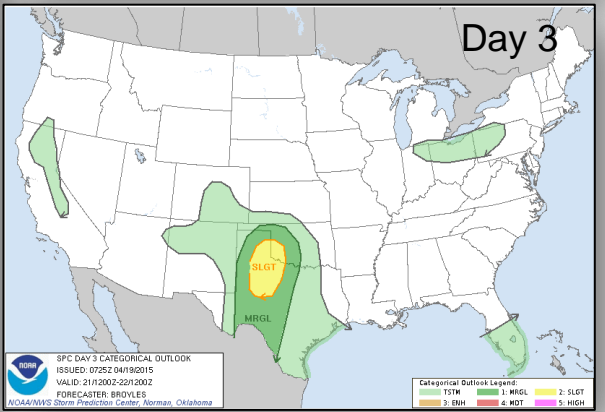 Day 3
SLGT
MRGL
NOAA
SPC DAY 3 CATEGORICAL OUTLOOK
ISSUED: 0725Z 04/19/2015
VALID: 21/1200Z-22/1200Z
FORECASTER: BROYLES
NOAA/NWS Storm Prediction Center, Norman, Oklahoma
Categorical Outlook Legend:
TSTM 1: MRGL 2: SLGT
3: ENH 4: MDT 5: HIGH